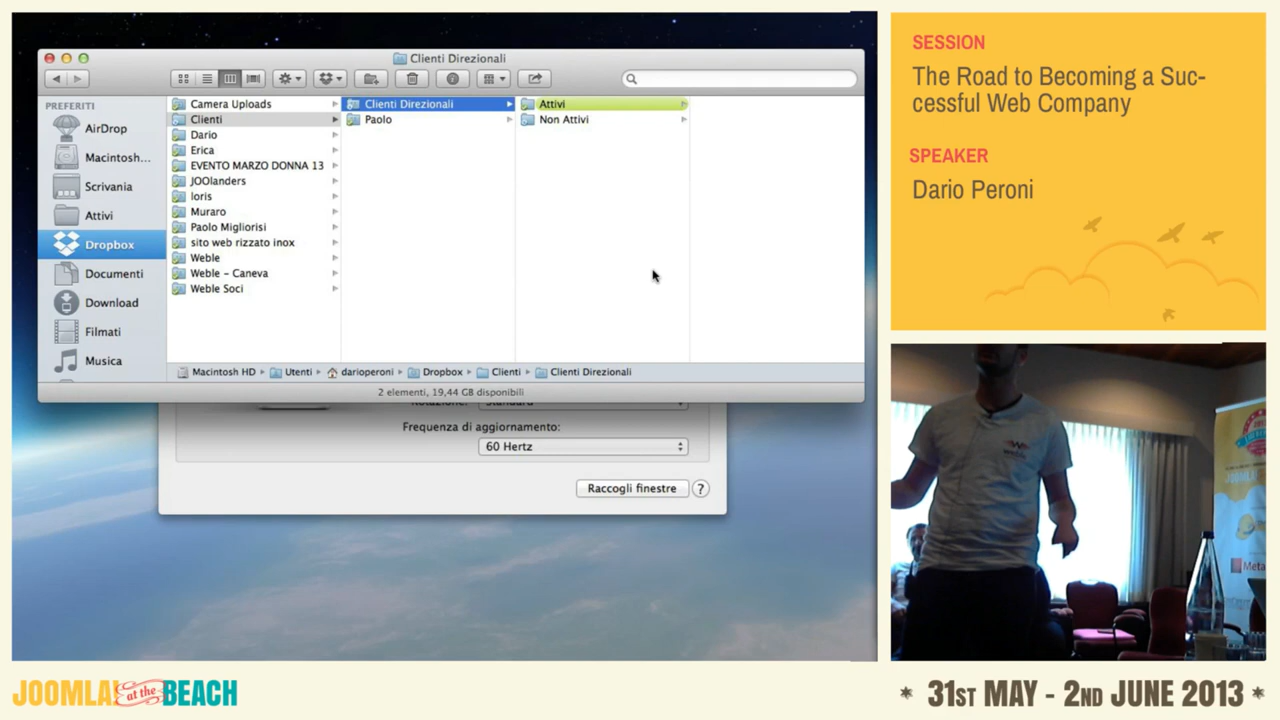 Clienti Direzionali
PREFERITI
AirDrop
Macintosh...
Scrivania
Attivi
Dropbox
Documenti
Download
Filmati
Musica
Camera Uploads
Clienti
Dario
Erica
EVENTO MARZO DONNA 13
JOOlanders
loris
Muraro
Paolo Migliorisi
sito web rizzato inox
Weble
Weble - Caneva
Weble Soci
Clienti Direzionali
Paolo
Attivi
Non Attivi
Macintosh HD ▸ Utenti ▸ darioperoni ▸ Dropbox ▸ Clienti ▸ Clienti Direzionali
2 elementi, 19,44 GB disponibili
Frequenza di aggiornamento:
60 Hertz
Raccogli finestre ?
SESSION
The Road to Becoming a Suc-
cessful Web Company
SPEAKER
Dario Peroni
weble
Meta
JOOMLA! at the BEACH
* 31ST MAY - 2ND JUNE 2013 *